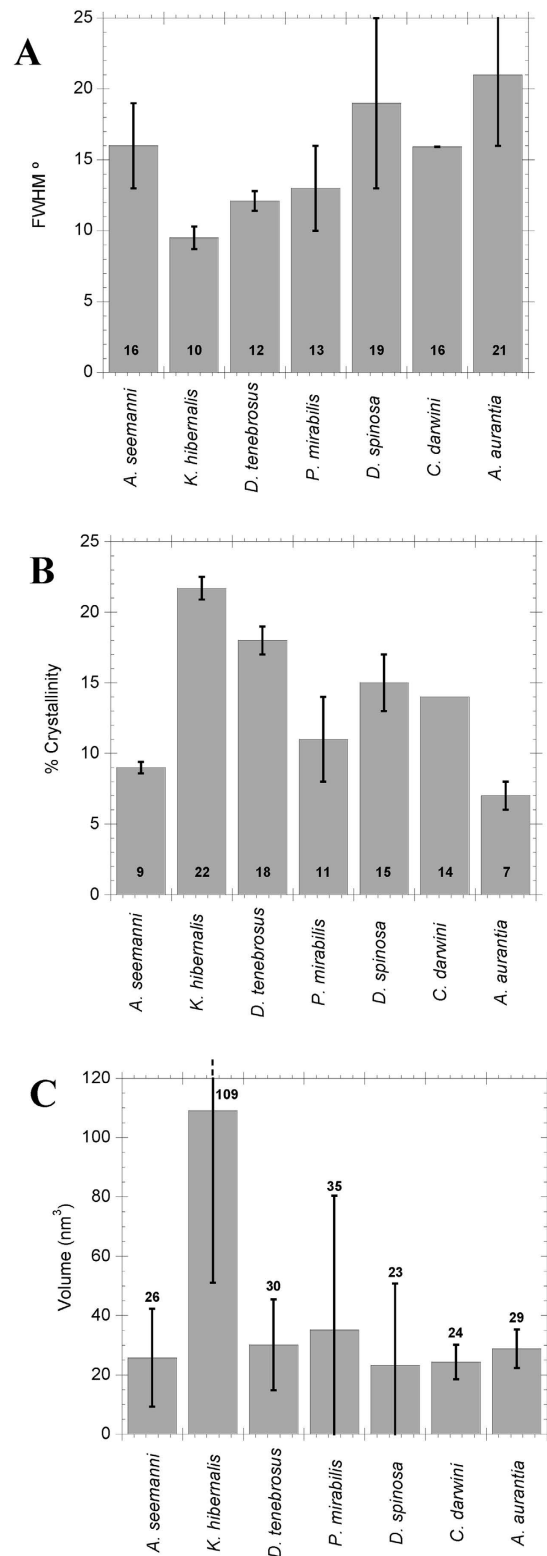 A
25
20
15
10
5
0
FWHM º
16
10
12
13
19
16
21
A. seemanni
K. hibernalis
D. tenebrosus
P. mirabilis
D. spinosa
C. darwini
A. aurantia
B
25
20
15
10
5
0
% Crystallinity
9
22
18
11
15
14
7
A. seemanni
K. hibernalis
D. tenebrosus
P. mirabilis
D. spinosa
C. darwini
A. aurantia
C
120
100
80
60
40
20
0
Volume (nm³)
26
109
30
35
23
24
29
A. seemanni
K. hibernalis
D. tenebrosus
P. mirabilis
D. spinosa
C. darwini
A. aurantia